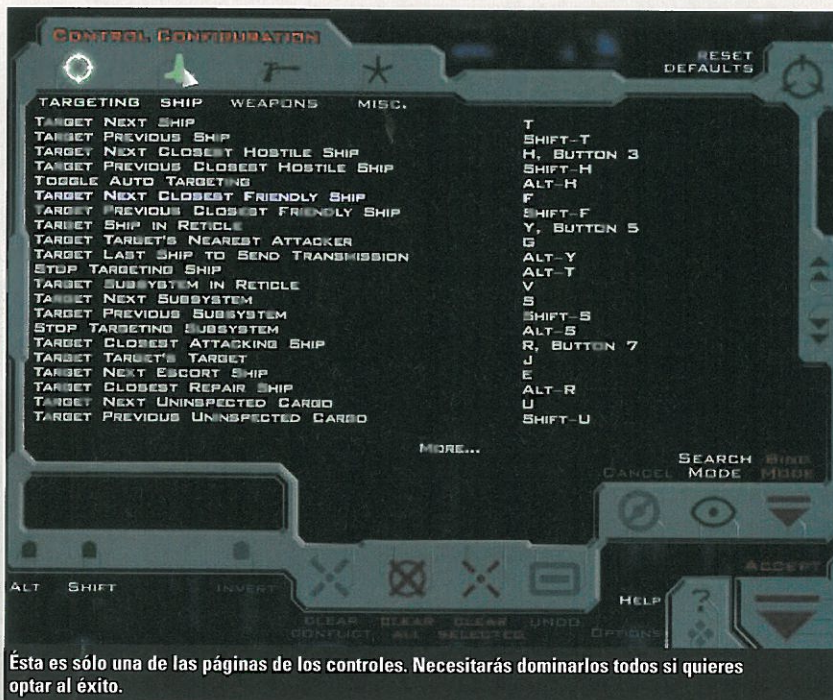 CONTROL CONFIGURATION
RESET
DEFAULTS
TARGETING SHIP WEAPONS MISC.
TARGET NEXT SHIP T
TARGET PREVIOUS SHIP SHIFT-T
TARGET NEXT CLOSEST HOSTILE SHIP H, BUTTON 3
TARGET PREVIOUS CLOSEST HOSTILE SHIP SHIFT-H
TOGGLE AUTO TARGETING ALT-H
TARGET NEXT CLOSEST FRIENDLY SHIP F
TARGET PREVIOUS CLOSEST FRIENDLY SHIP SHIFT-F
TARGET SHIP IN RETICLE Y, BUTTON 5
TARGET TARGET'S NEAREST ATTACKER G
TARGET LAST SHIP TO SEND TRANSMISSION ALT-Y
STOP TARGETING SHIP ALT-T
TARGET SUBSYSTEM IN RETICLE V
TARGET NEXT SUBSYSTEM S
TARGET PREVIOUS SUBSYSTEM SHIFT-S
STOP TARGETING SUBSYSTEM ALT-S
TARGET CLOSEST ATTACKING SHIP R, BUTTON 7
TARGET TARGET'S TARGET J
TARGET NEXT ESCORT SHIP E
TARGET CLOSEST REPAIR SHIP ALT-R
TARGET NEXT UNINSPECTED CARGO U
TARGET PREVIOUS UNINSPECTED CARGO SHIFT-U
MORE...
CANCEL SEARCH MODE BIND MODE
ALT SHIFT INVERT
CLEAR CONFLICT CLEAR ALL CLEAR SELECTED UNDO
HELP
OPTIONS
ACCEPT
Ésta es sólo una de las páginas de los controles. Necesitarás dominarlos todos si quieres
optar al éxito.